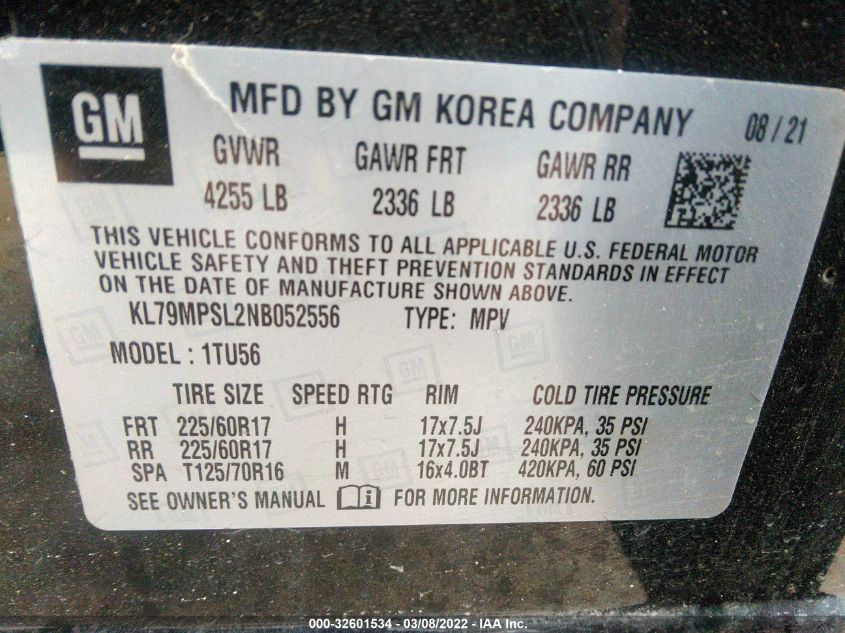 GM
MFD BY GM KOREA COMPANY 08/21
GVWR GAWR FRT GAWR RR
4255 LB 2336 LB 2336 LB
THIS VEHICLE CONFORMS TO ALL APPLICABLE U.S. FEDERAL MOTOR
VEHICLE SAFETY AND THEFT PREVENTION STANDARDS IN EFFECT
ON THE DATE OF MANUFACTURE SHOWN ABOVE.
KL79MPSL2NB052556 TYPE: MPV
MODEL : 1TU56
TIRE SIZE SPEED RTG RIM COLD TIRE PRESSURE
FRT 225/60R17 H 17x7.5J 240KPA, 35 PSI
RR 225/60R17 H 17x7.5J 240KPA, 35 PSI
SPA T125/70R16 M 16x4.0BT 420KPA, 60 PSI
SEE OWNER'S MANUAL FOR MORE INFORMATION.
000-32601534 - 03/08/2022 - IAA Inc.